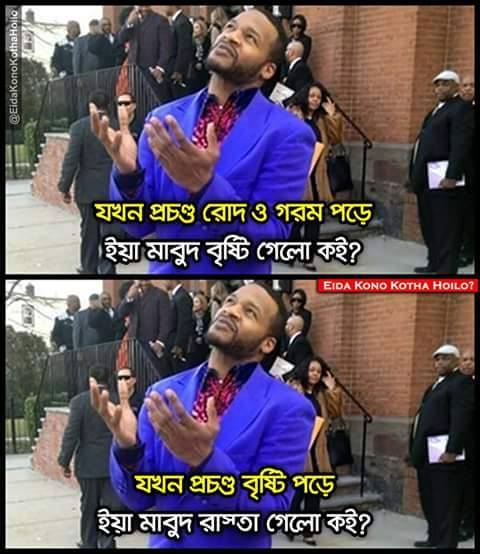 @EidaKonoKothaHoilo
যখন প্রচণ্ড রোদ ও গরম পড়ে
ইয়া মাবুদ বৃষ্টি গেলো কই?
EIDA KONO KOTHA HOILO?
যখন প্রচণ্ড বৃষ্টি পড়ে
ইয়া মাবুদ রাস্তা গেলো কই?